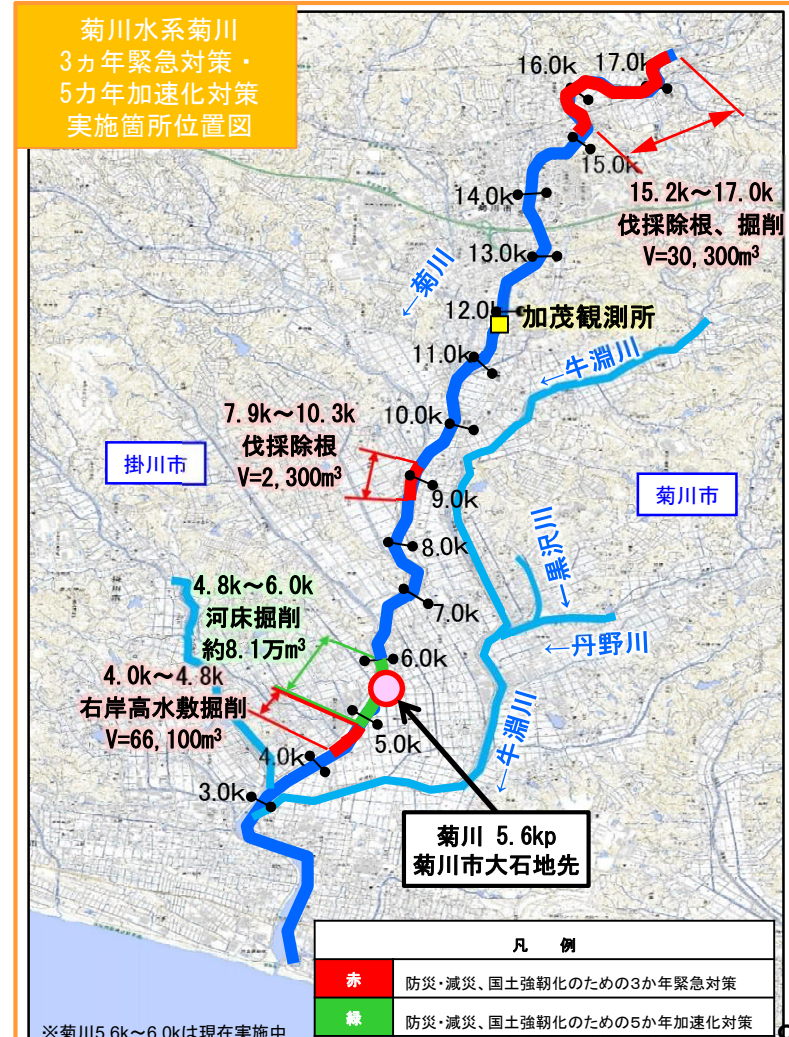 菊川水系菊川
3ヵ年緊急対策・
5カ年加速化対策
実施箇所位置図
16.0k
17.0k
15.0k
15.2k～17.0k
伐採除根、掘削
V=30,300m³
14.0k
菊川市
13.0k
←菊川
12.0k
加茂観測所
11.0k
←牛淵川
7.9k～10.3k
伐採除根
V=2,300m³
10.0k
掛川市
9.0k
菊川市
8.0k
4.8k～6.0k
河床掘削
約8.1万m³
7.0k
←黒沢川
←丹野川
6.0k
4.0k～4.8k
右岸高水敷掘削
V=66,100m³
5.0k
4.0k
←牛淵川
3.0k
菊川 5.6kp
菊川市大石地先
凡 例
赤 防災・減災、国土強靭化のための3か年緊急対策
緑 防災・減災、国土強靭化のための5か年加速化対策
※菊川5.6k～6.0kは現在実施中